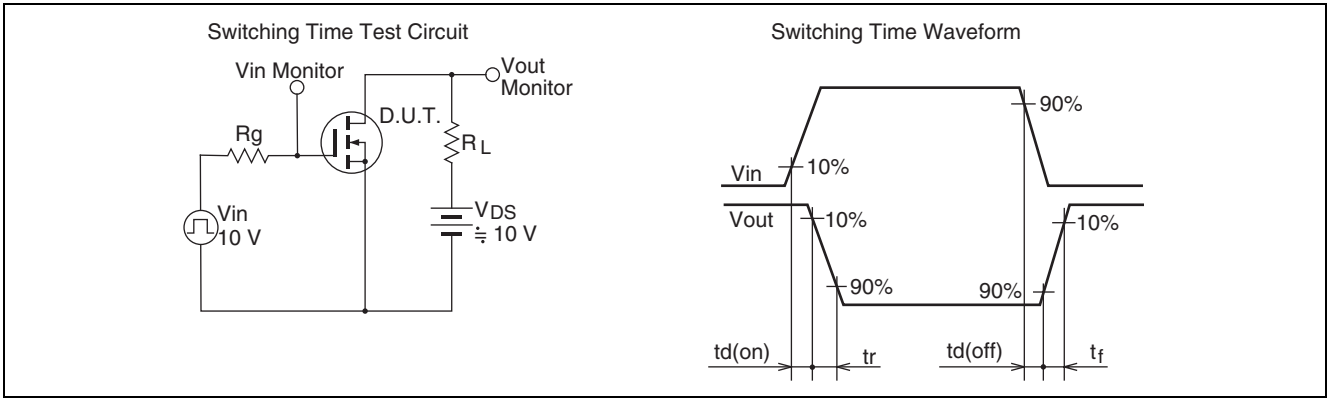 Switching Time Test Circuit
Vin Monitor
Vout
Monitor
D.U.T.
Rg
RL
Vin
10 V
VDS
≒ 10 V
Switching Time Waveform
Vin
10%
90%
Vout
10%
90%
90%
10%
td(on)
tr
td(off)
tf